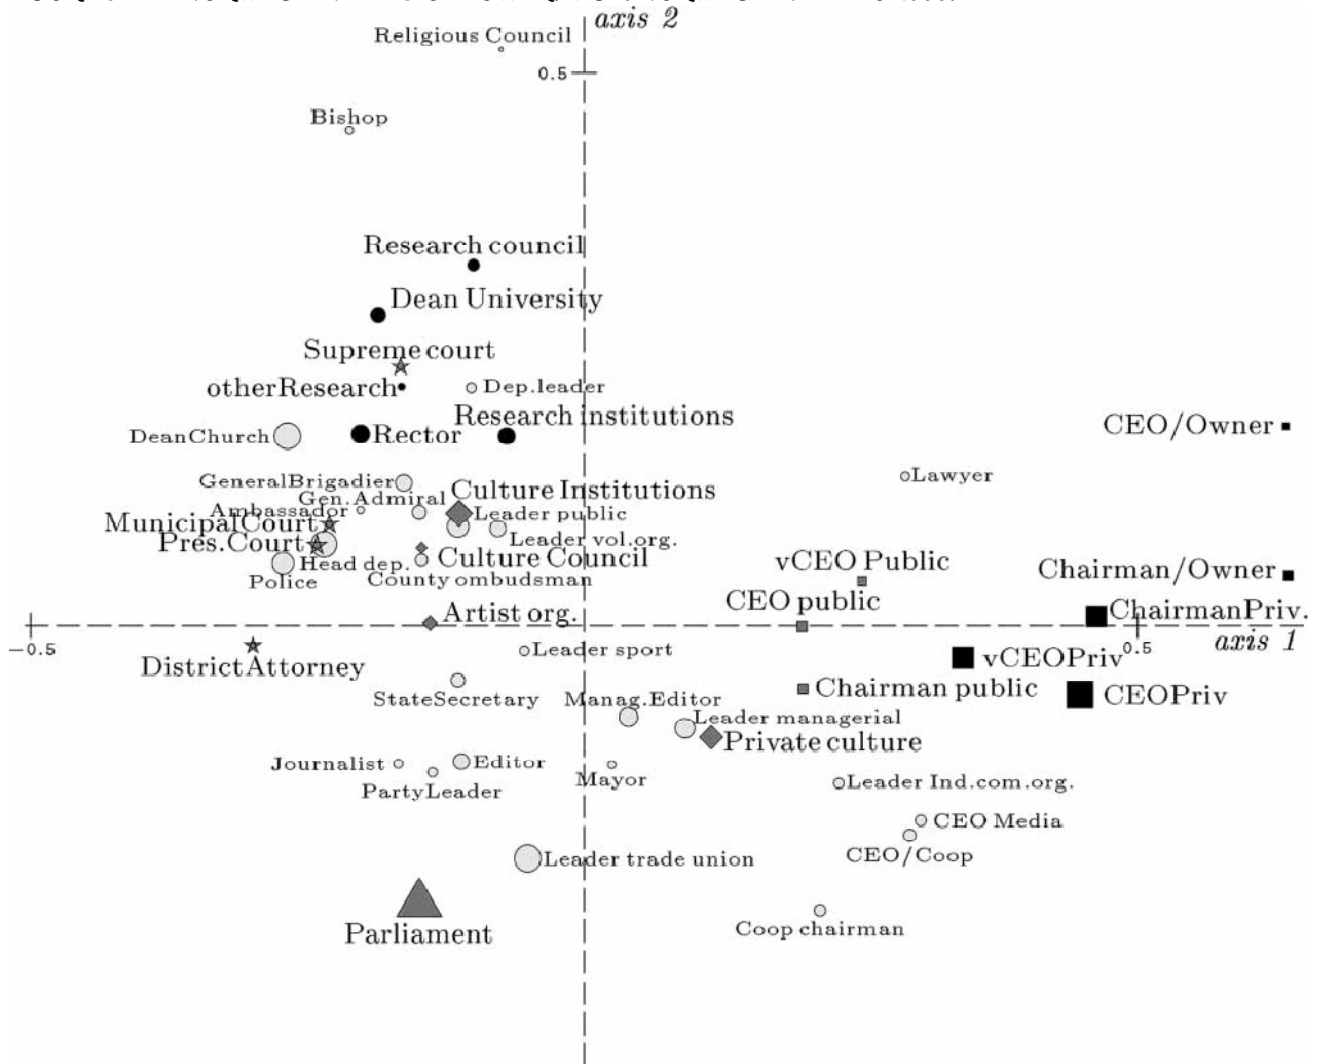 axis 2
Religious Council
0.5
Bishop
Research council
Dean University
Supreme court
otherResearch
Dep.leader
Research institutions
DeanChurch
Rector
CEO/Owner
Lawyer
GeneralBrigadier
Gen.Admiral
Culture Institutions
Ambassador
Leader public
MunicipalCourt
Leader vol.org.
Pres.Court
Head dep.
Culture Council
vCEO Public
Police
County ombudsman
Chairman/Owner
CEO public
Artist org.
ChairmanPriv.
-0.5
0.5
axis 1
Leader sport
vCEOPriv
DistrictAttorney
StateSecretary
Manag.Editor
Chairman public
CEOPriv
Leader managerial
Private culture
Journalist
Editor
Mayor
PartyLeader
Leader Ind.com.org.
CEO Media
CEO/Coop
Leader trade union
Parliament
Coop chairman